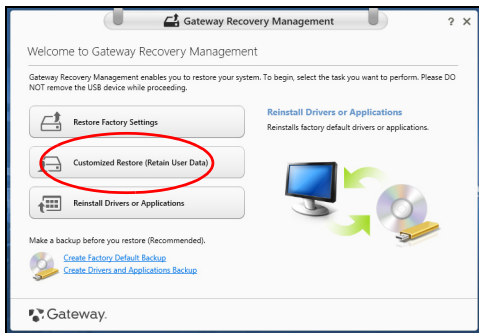 Gateway Recovery Management
? X
Welcome to Gateway Recovery Management
Gateway Recovery Management enables you to restore your system. To begin, select the task you want to perform. Please DO
NOT remove the USB device while proceeding.
Restore Factory Settings
Customized Restore (Retain User Data)
Reinstall Drivers or Applications
Reinstall Drivers or Applications
Reinstalls factory default drivers or applications.
Make a backup before you restore (Recommended).
Create Factory Default Backup
Create Drivers and Applications Backup
Gateway.